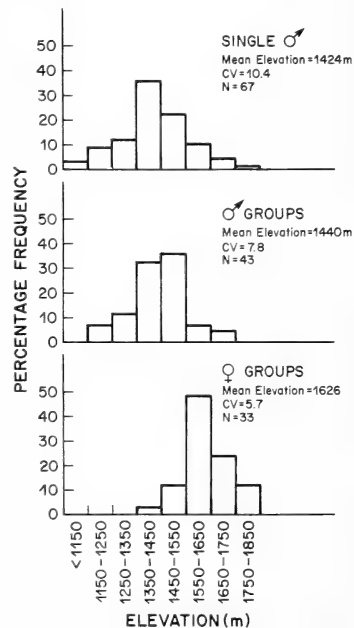 SINGLE ♂
Mean Elevation=1424m
CV=10.4
N=67
50
40
30
20
10
0
♂ GROUPS
Mean Elevation=1440m
CV=7.8
N=43
50
40
30
20
10
0
♀ GROUPS
Mean Elevation=1626
CV=5.7
N=33
50
40
30
20
10
0
PERCENTAGE FREQUENCY
<1150
1150-1250
1250-1350
1350-1450
1450-1550
1550-1650
1650-1750
1750-1850
ELEVATION(m)